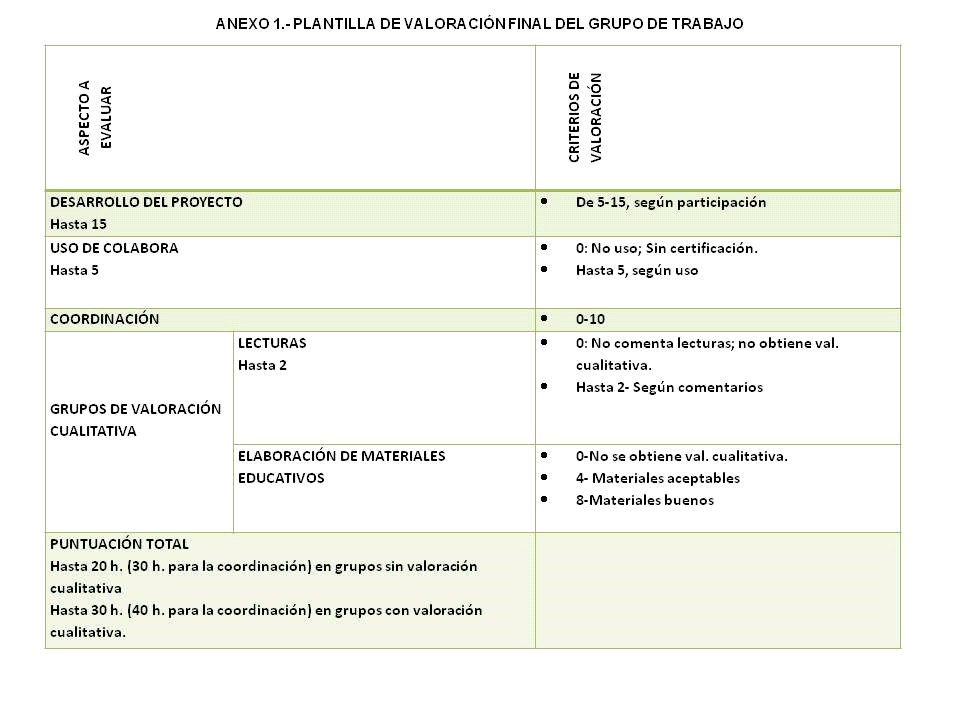 ANEXO 1.- PLANTILLA DE VALORACIÓN FINAL DEL GRUPO DE TRABAJO
ASPECTO A
EVALUAR
CRITERIOS DE
VALORACIÓN
DESARROLLO DEL PROYECTO
Hasta 15
• De 5-15, según participación
USO DE COLABORA
Hasta 5
• 0: No uso; Sin certificación.
• Hasta 5, según uso
COORDINACIÓN
• 0-10
GRUPOS DE VALORACIÓN
CUALITATIVA
LECTURAS
Hasta 2
• 0: No comenta lecturas; no obtiene val.
cualitativa.
• Hasta 2- Según comentarios
ELABORACIÓN DE MATERIALES
EDUCATIVOS
• 0-No se obtiene val. cualitativa.
• 4- Materiales aceptables
• 8-Materiales buenos
PUNTUACIÓN TOTAL
Hasta 20 h. (30 h. para la coordinación) en grupos sin valoración
cualitativa
Hasta 30 h. (40 h. para la coordinación) en grupos con valoración
cualitativa.